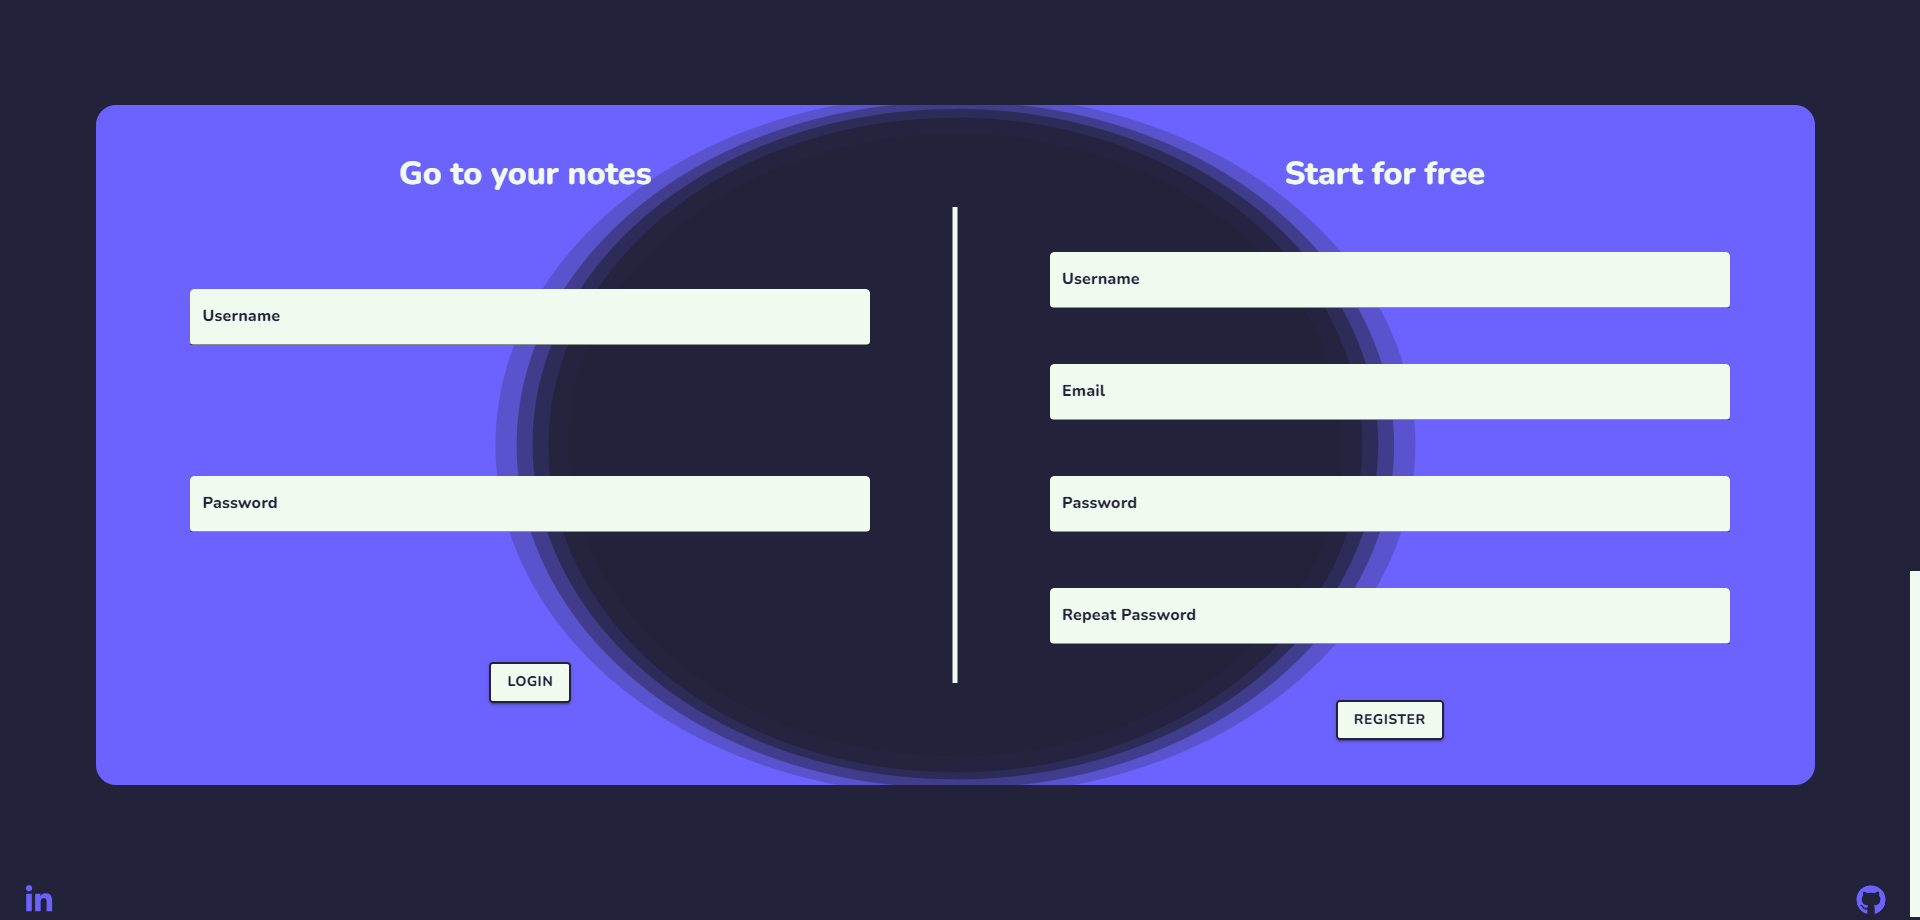 Go to your notes
Username
Password
LOGIN
Start for free
Username
Email
Password
Repeat Password
REGISTER
in